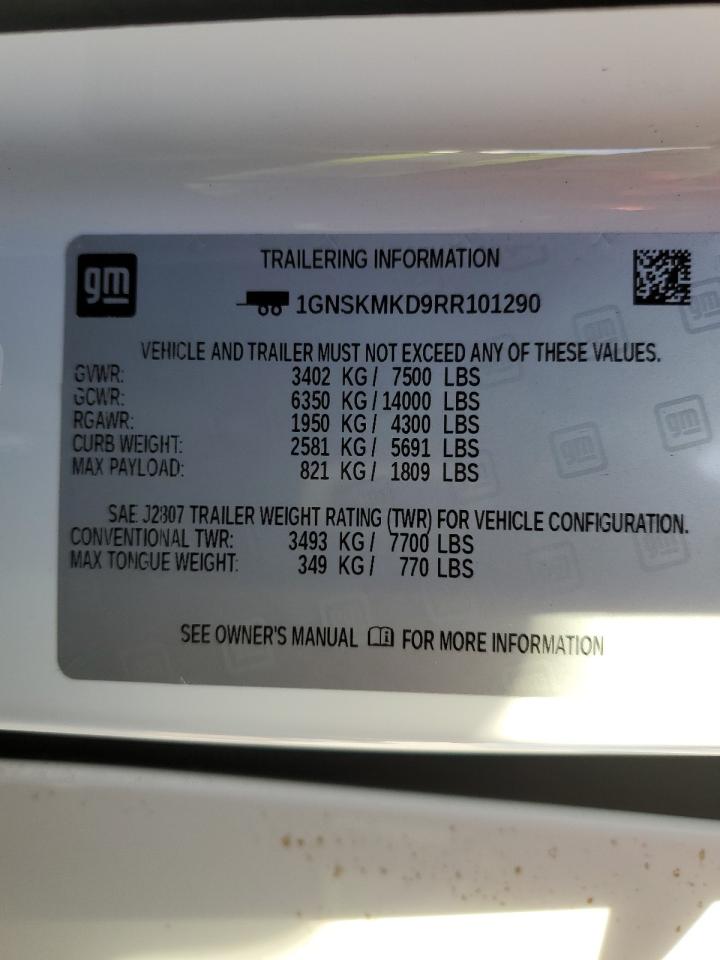 gm
TRAILERING INFORMATION
1GNSKMKD9RR101290
VEHICLE AND TRAILER MUST NOT EXCEED ANY OF THESE VALUES.
GVWR: 3402 KG / 7500 LBS
GCWR: 6350 KG / 14000 LBS
RGAWR: 1950 KG / 4300 LBS
CURB WEIGHT: 2581 KG / 5691 LBS
MAX PAYLOAD: 821 KG / 1809 LBS
SAE J2807 TRAILER WEIGHT RATING (TWR) FOR VEHICLE CONFIGURATION.
CONVENTIONAL TWR: 3493 KG / 7700 LBS
MAX TONGUE WEIGHT: 349 KG / 770 LBS
SEE OWNER'S MANUAL FOR MORE INFORMATION